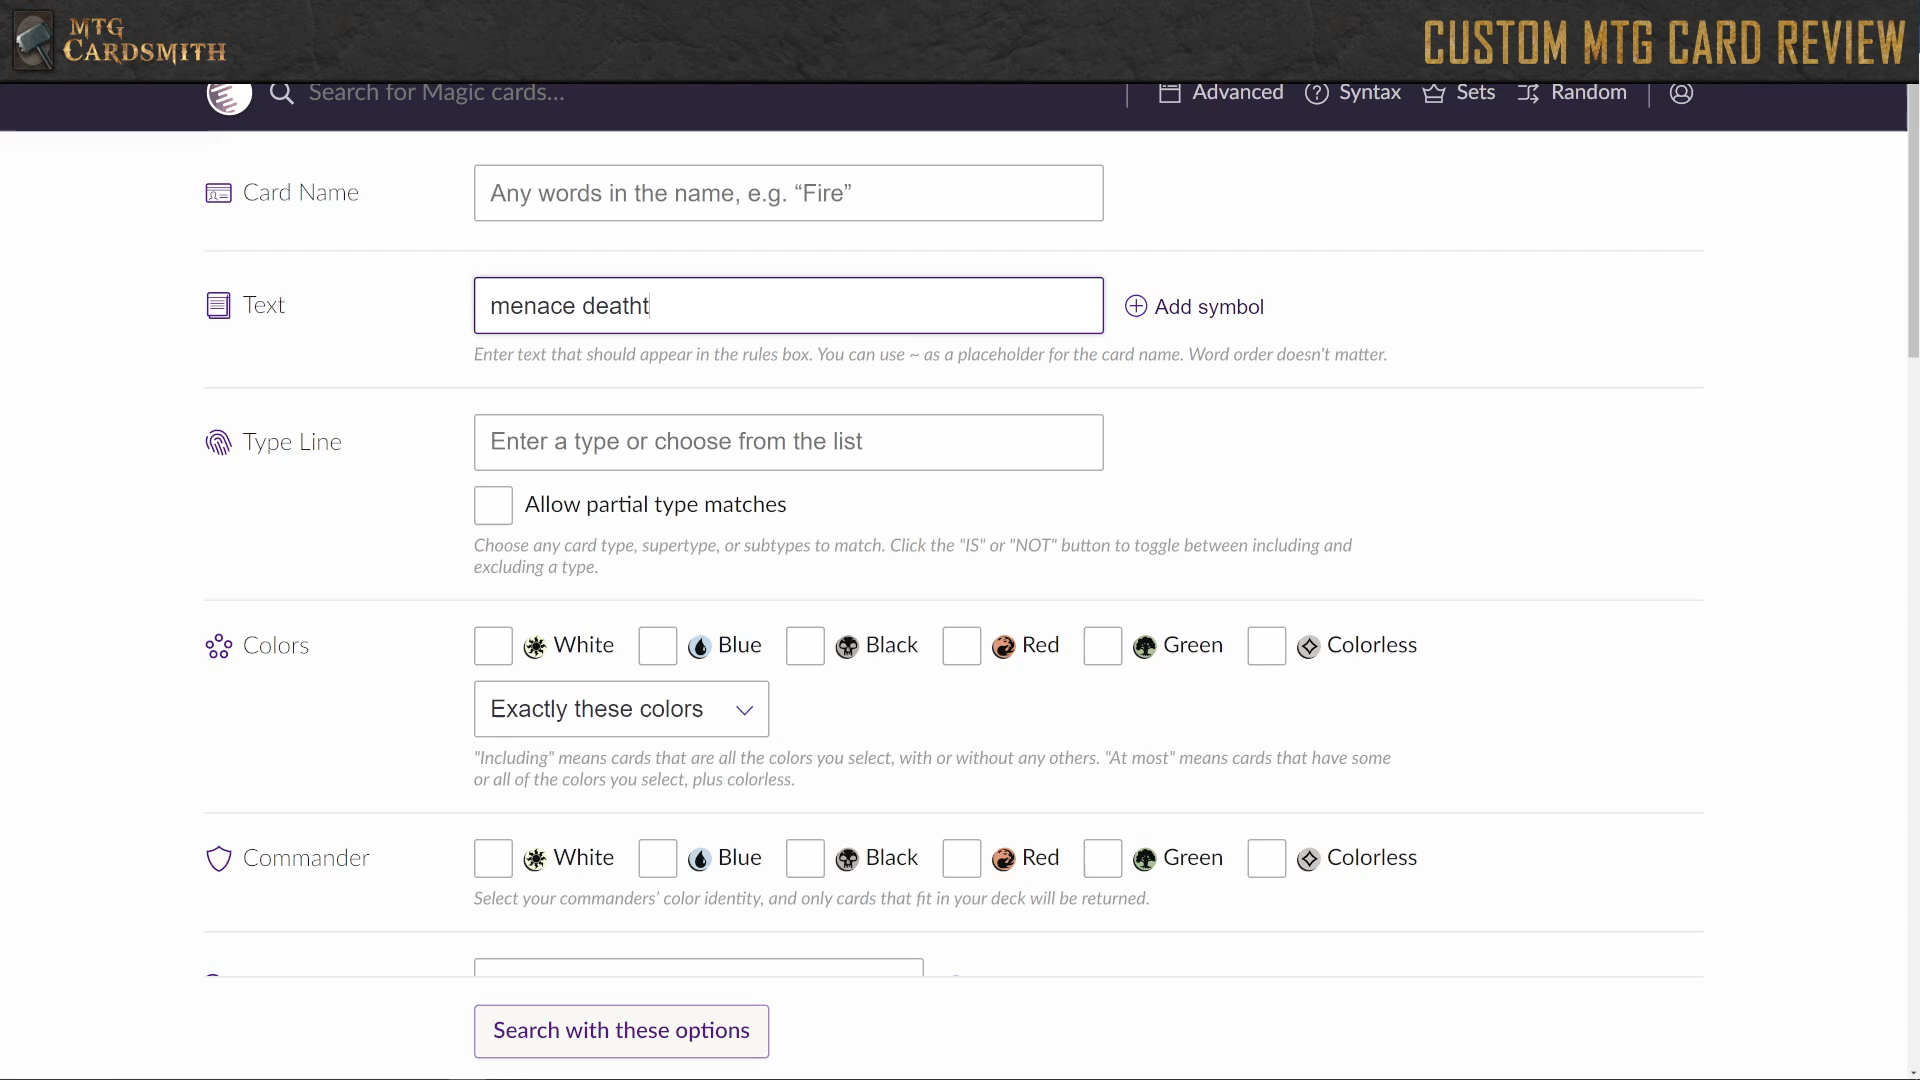 MTG
CARDSMITH
CUSTOM MTG CARD REVIEW
Search for Magic cards...
Advanced
Syntax
Sets
Random
Card Name
Any words in the name, e.g. “Fire”
Text
menace deatht
Add symbol
Enter text that should appear in the rules box. You can use ~ as a placeholder for the card name. Word order doesn't matter.
Type Line
Enter a type or choose from the list
Allow partial type matches
Choose any card type, supertype, or subtypes to match. Click the "IS" or "NOT" button to toggle between including and
excluding a type.
Colors
White
Blue
Black
Red
Green
Colorless
Exactly these colors
"Including" means cards that are all the colors you select, with or without any others. "At most" means cards that have some
or all of the colors you select, plus colorless.
Commander
White
Blue
Black
Red
Green
Colorless
Select your commanders’ color identity, and only cards that fit in your deck will be returned.
Search with these options